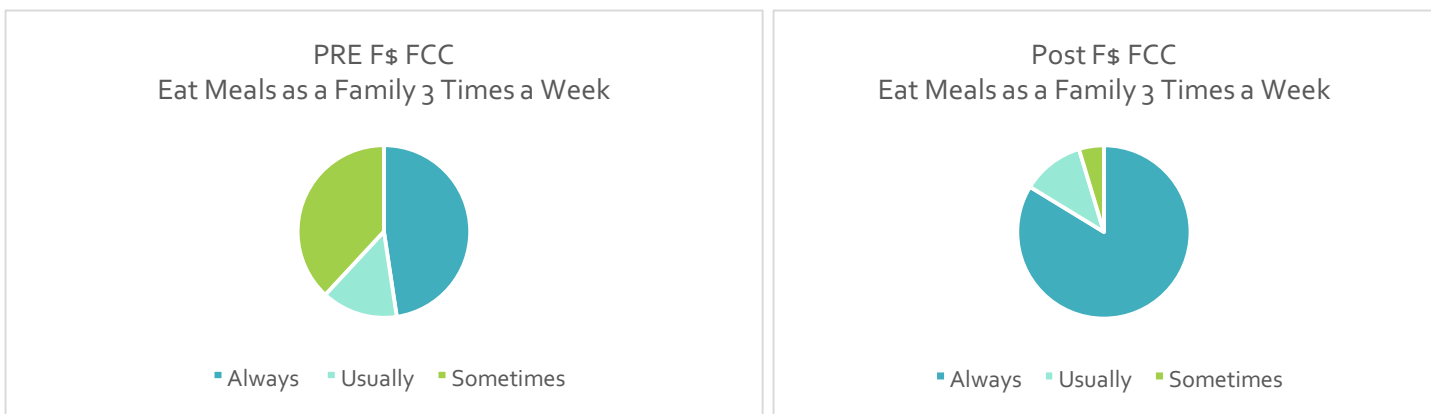 PRE F$ FCC
Eat Meals as a Family 3 Times a Week
Always
Usually
Sometimes
Post F$ FCC
Eat Meals as a Family 3 Times a Week
Always
Usually
Sometimes